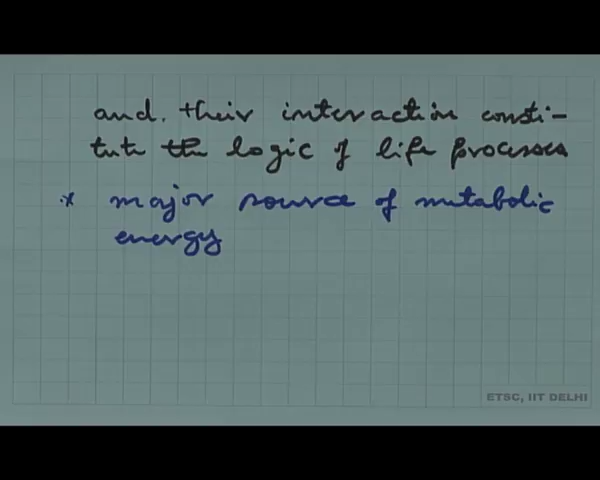 and. their interaction consti-
tute the logic of life processes
* major source of metabolic
energy
ETSC, IIT DELHI